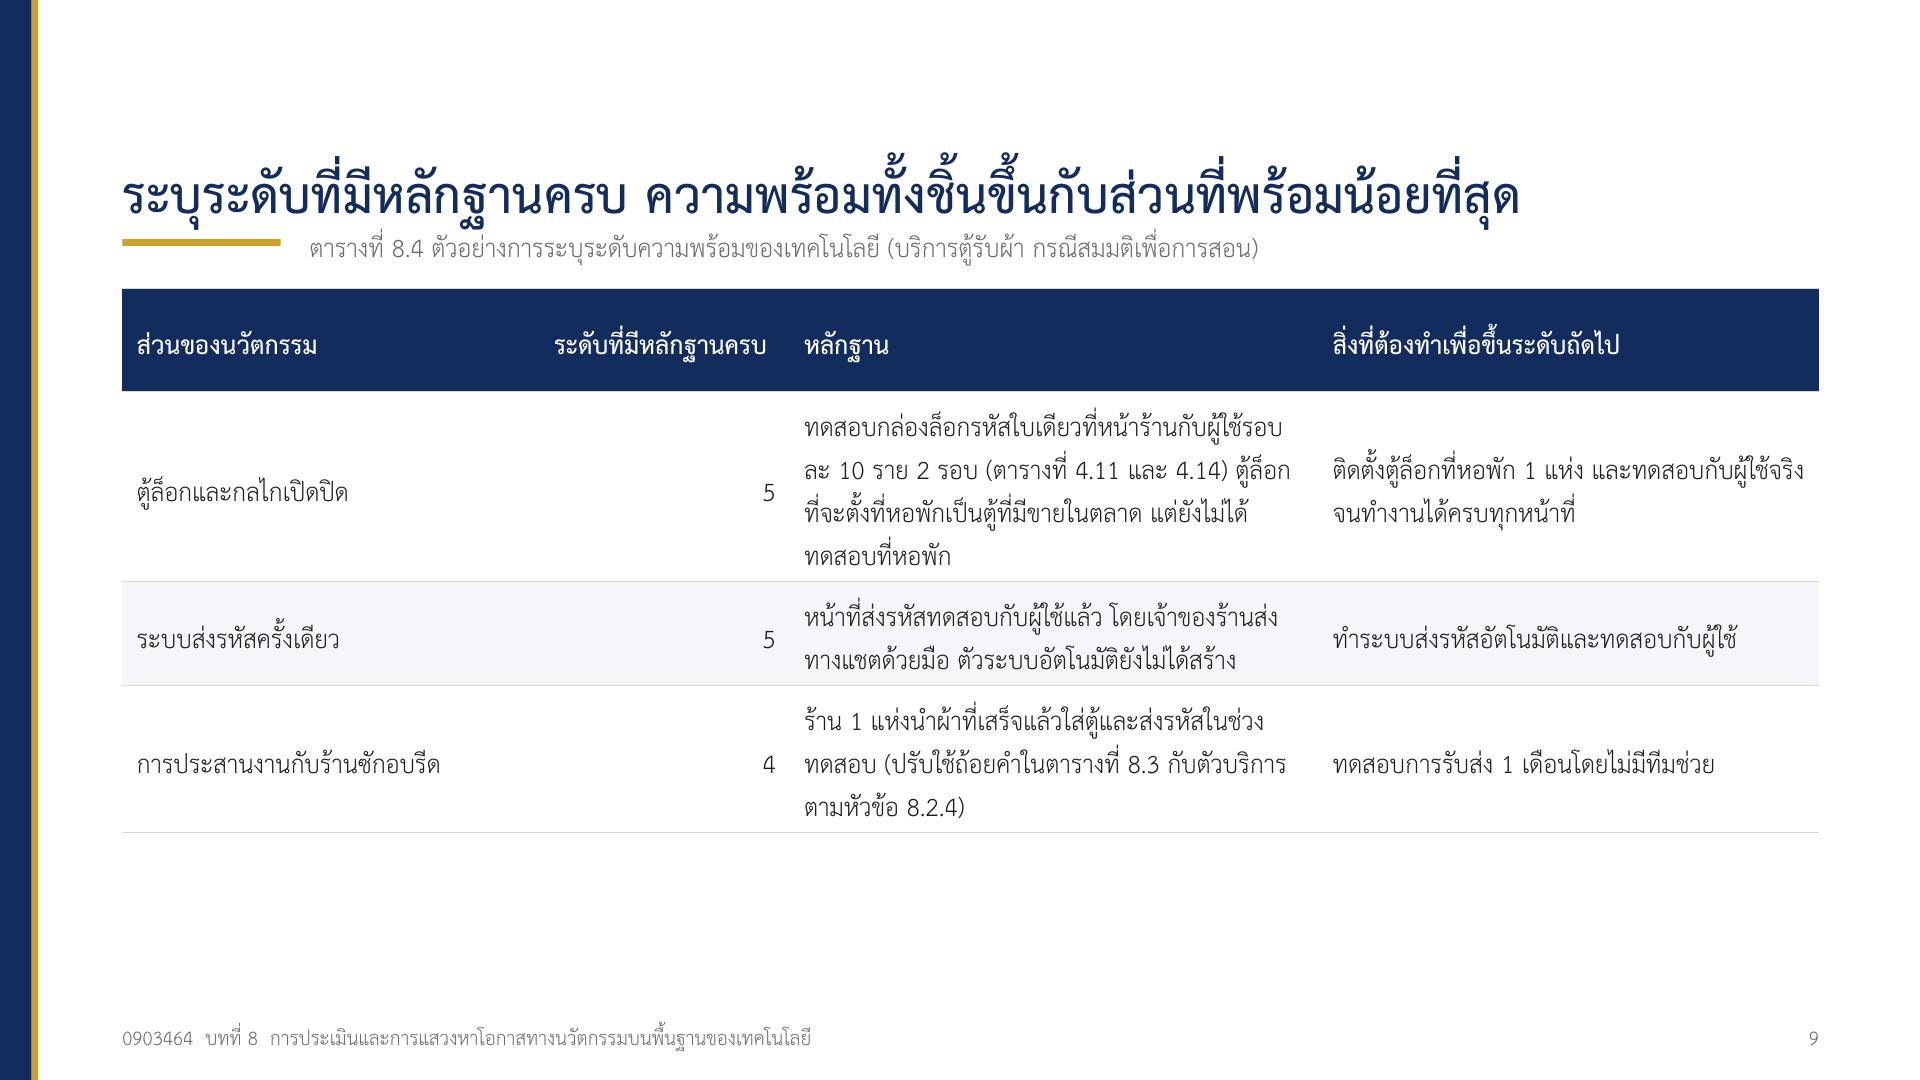 ระบุระดับที่มีหลักฐานครบ ความพร้อมทั้งชิ้นขึ้นกับส่วนที่พร้อมน้อยที่สุด
ตารางที่ 8.4 ตัวอย่างการระบุระดับความพร้อมของเทคโนโลยี (บริการตู้รับผ้า กรณีสมมติเพื่อการสอน)
ส่วนของนวัตกรรม
ระดับที่มีหลักฐานครบ
หลักฐาน
สิ่งที่ต้องทำเพื่อขึ้นระดับถัดไป
ตู้ล็อกและกลไกเปิดปิด
5
ทดสอบกล่องล็อกรหัสใบเดียวที่หน้าร้านกับผู้ใช้รอบ
ละ 10 ราย 2 รอบ (ตารางที่ 4.11 และ 4.14) ตู้ล็อก
ที่จะตั้งที่หอพักเป็นตู้ที่มีขายในตลาด แต่ยังไม่ได้
ทดสอบที่หอพัก
ติดตั้งตู้ล็อกที่หอพัก 1 แห่ง และทดสอบกับผู้ใช้จริง
จนทำงานได้ครบทุกหน้าที่
ระบบส่งรหัสครั้งเดียว
5
หน้าที่ส่งรหัสทดสอบกับผู้ใช้แล้ว โดยเจ้าของร้านส่ง
ทางแชตด้วยมือ ตัวระบบอัตโนมัติยังไม่ได้สร้าง
ทำระบบส่งรหัสอัตโนมัติและทดสอบกับผู้ใช้
การประสานงานกับร้านซักอบรีด
4
ร้าน 1 แห่งนำผ้าที่เสร็จแล้วใส่ตู้และส่งรหัสในช่วง
ทดสอบ (ปรับใช้ถ้อยคำในตารางที่ 8.3 กับตัวบริการ
ตามหัวข้อ 8.2.4)
ทดสอบการรับส่ง 1 เดือนโดยไม่มีทีมช่วย
0903464 บทที่ 8 การประเมินและการแสวงหาโอกาสทางนวัตกรรมบนพื้นฐานของเทคโนโลยี
9